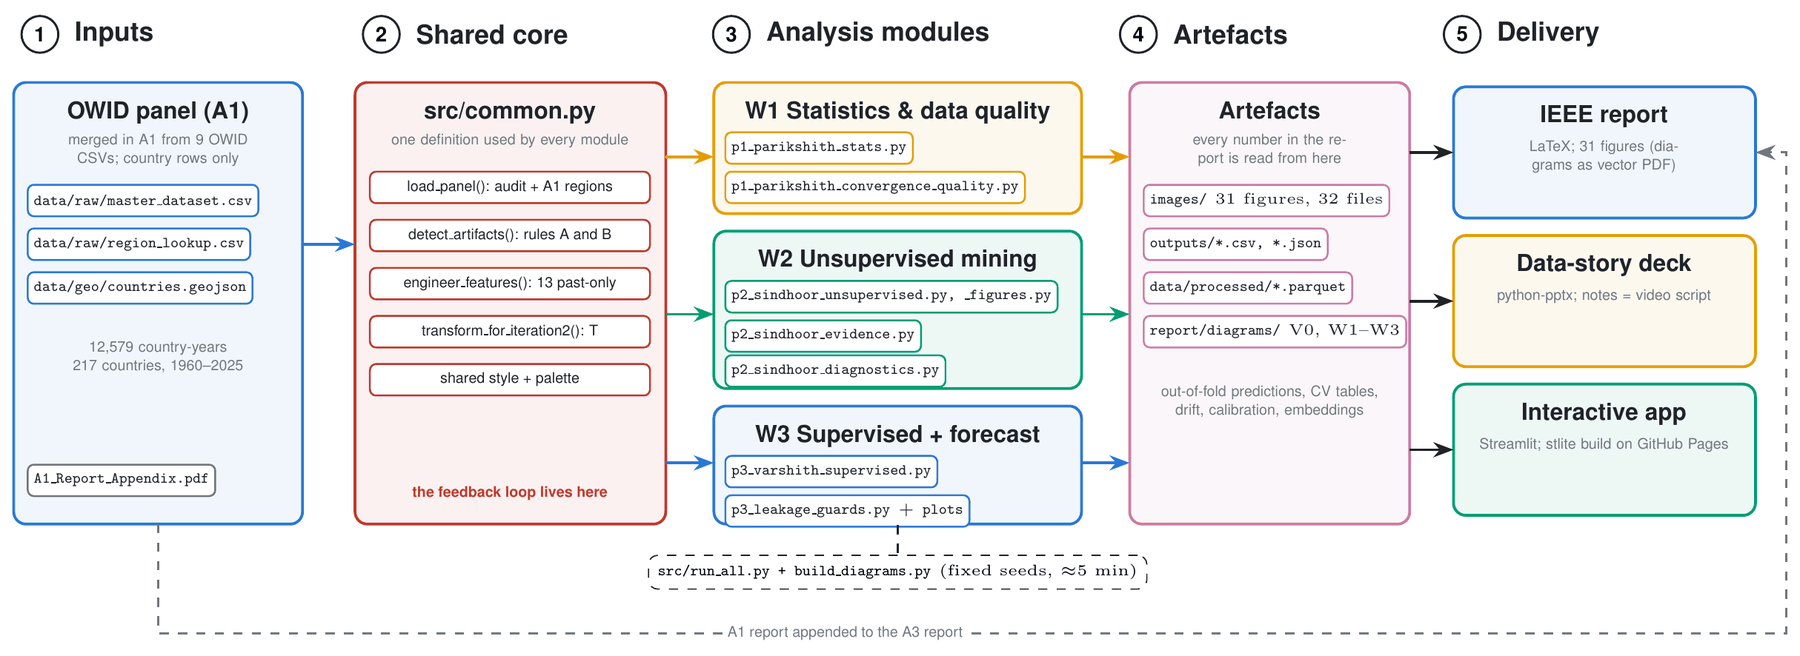 1 Inputs
2 Shared core
3 Analysis modules
4 Artefacts
5 Delivery
OWID panel (A1)
merged in A1 from 9 OWID
CSVs; country rows only
data/raw/master_dataset.csv
data/raw/region_lookup.csv
data/geo/countries.geojson
12,579 country-years
217 countries, 1960–2025
A1_Report_Appendix.pdf
src/common.py
one definition used by every module
load_panel(): audit + A1 regions
detect_artifacts(): rules A and B
engineer_features(): 13 past-only
transform_for_iteration2(): T
shared style + palette
the feedback loop lives here
W1 Statistics & data quality
p1_parikshith_stats.py
p1_parikshith_convergence_quality.py
W2 Unsupervised mining
p2_sindhoor_unsupervised.py, _figures.py
p2_sindhoor_evidence.py
p2_sindhoor_diagnostics.py
W3 Supervised + forecast
p3_varshith_supervised.py
p3_leakage_guards.py + plots
src/run_all.py + build_diagrams.py (fixed seeds, ≈5 min)
Artefacts
every number in the re-
port is read from here
images/ 31 figures, 32 files
outputs/*.csv, *.json
data/processed/*.parquet
report/diagrams/ V0, W1–W3
out-of-fold predictions, CV tables,
drift, calibration, embeddings
IEEE report
LaTeX; 31 figures (dia-
grams as vector PDF)
Data-story deck
python-pptx; notes = video script
Interactive app
Streamlit; stlite build on GitHub Pages
A1 report appended to the A3 report